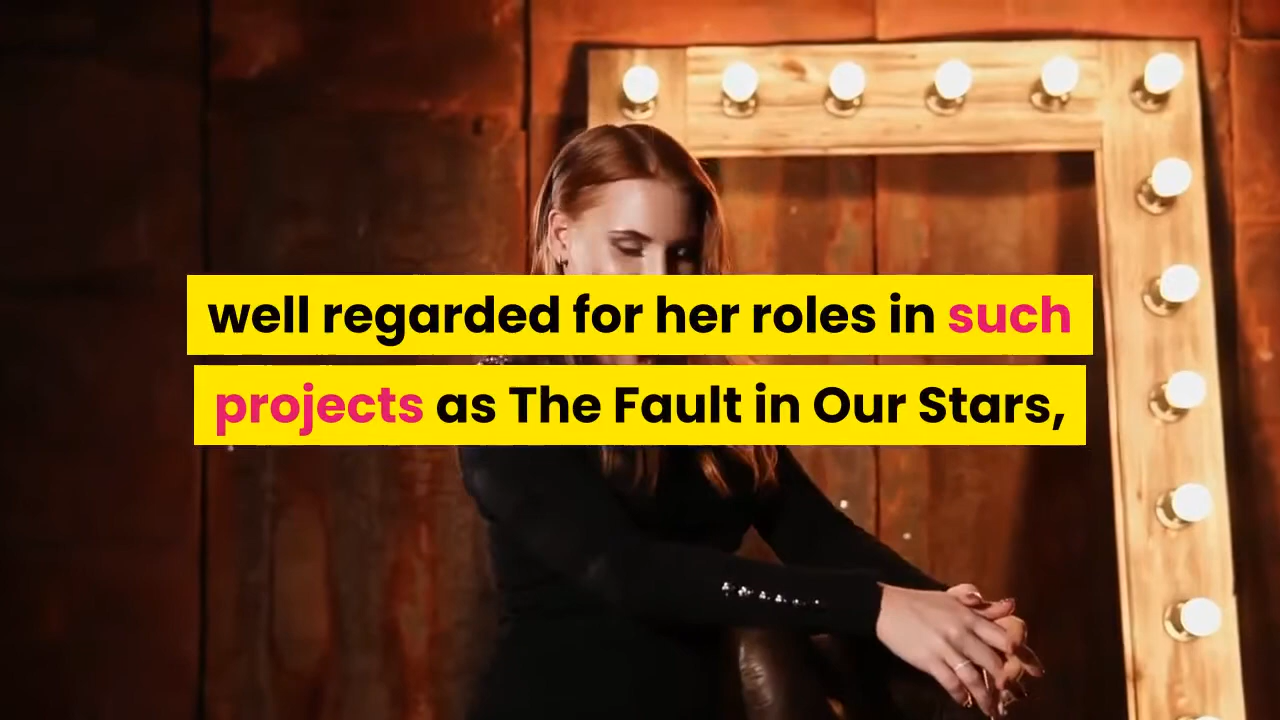 well regarded for her roles in such
projects as The Fault in Our Stars,